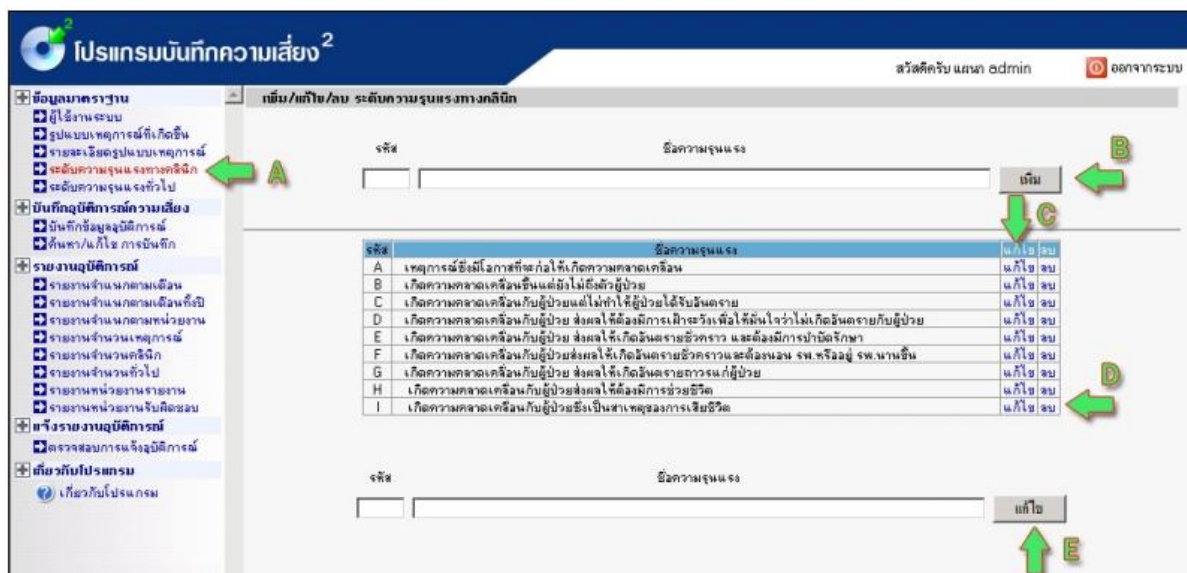 2
โปรแกรมบันทึกความเสี่ยง2
สวัสดีครับ แผนก admin
ออกจากระบบ
ข้อมูลมาตราฐาน
ผู้ใช้งานระบบ
รูปแบบเหตุการณ์ที่เกิดขึ้น
รายละเอียดรูปแบบเหตุการณ์
ระดับความรุนแรงทางคลินิก
ระดับความรุนแรงทั่วไป
บันทึกอุบัติการณ์ความเสี่ยง
บันทึกข้อมูลอุบัติการณ์
ค้นหา/แก้ไข การบันทึก
รายงานอุบัติการณ์
รายงานจำแนกตามเดือน
รายงานจำแนกตามเดือนทั้งปี
รายงานจำแนกตามหน่วยงาน
รายงานจำนวนเหตุการณ์
รายงานจำนวนคลินิก
รายงานจำนวนทั่วไป
รายงานหน่วยงานรายงาน
รายงานหน่วยงานรับผิดชอบ
แจ้งรายงานอุบัติการณ์
ตรวจสอบการแจ้งอุบัติการณ์
เกี่ยวกับโปรแกรม
เกี่ยวกับโปรแกรม
A
เพิ่ม/แก้ไข/ลบ ระดับความรุนแรงทางคลินิก
รหัส ชื่อความรุนแรง
เพิ่ม
B
C
รหัส ชื่อความรุนแรง แก้ไข ลบ
A เหตุการณ์ซึ่งมีโอกาสที่จะก่อให้เกิดความคลาดเคลื่อน แก้ไข ลบ
B เกิดความคลาดเคลื่อนขึ้นแต่ยังไม่ถึงตัวผู้ป่วย แก้ไข ลบ
C เกิดความคลาดเคลื่อนกับผู้ป่วยแต่ไม่ทำให้ผู้ป่วยได้รับอันตราย แก้ไข ลบ
D เกิดความคลาดเคลื่อนกับผู้ป่วย ส่งผลให้ต้องมีการเฝ้าระวังเพื่อให้มั่นใจว่าไม่เกิดอันตรายกับผู้ป่วย แก้ไข ลบ
E เกิดความคลาดเคลื่อนกับผู้ป่วย ส่งผลให้เกิดอันตรายชั่วคราว และต้องมีการบำบัดรักษา แก้ไข ลบ
F เกิดความคลาดเคลื่อนกับผู้ป่วยส่งผลให้เกิดอันตรายชั่วคราวและต้องนอน รพ.หรืออยู่ รพ.นานขึ้น แก้ไข ลบ
G เกิดความคลาดเคลื่อนกับผู้ป่วย ส่งผลให้เกิดอันตรายถาวรแก่ผู้ป่วย แก้ไข ลบ
H เกิดความคลาดเคลื่อนกับผู้ป่วยส่งผลให้ต้องมีการช่วยชีวิต แก้ไข ลบ
I เกิดความคลาดเคลื่อนกับผู้ป่วยซึ่งเป็นสาเหตุของการเสียชีวิต แก้ไข ลบ
D
รหัส ชื่อความรุนแรง
แก้ไข
E